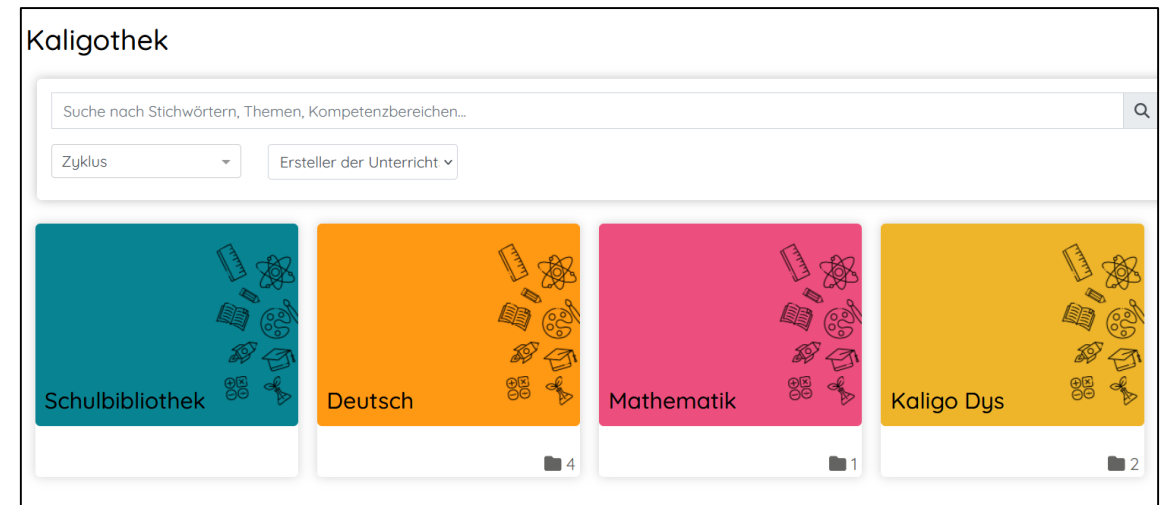 Kaligothek
Suche nach Stichwörtern, Themen, Kompetenzbereichen...
Zyklus
Ersteller der Unterricht
Schulbibliothek
Deutsch
Mathematik
Kaligo Dys
4
1
2